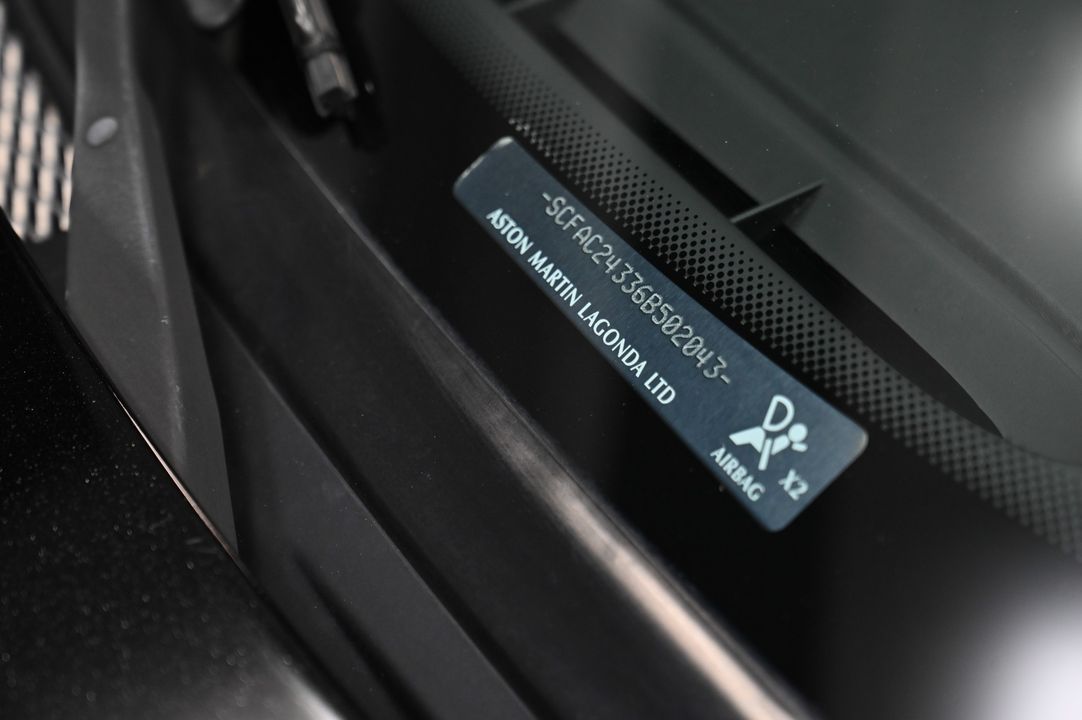 -SCFAC24336B502043-
ASTON MARTIN LAGONDA LTD
AIRBAG X2